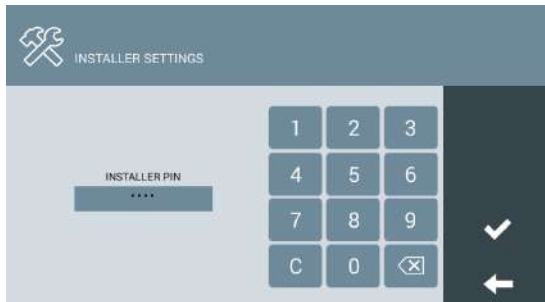 INSTALLER SETTINGS
INSTALLER PIN
····
1 2 3
4 5 6
7 8 9
C 0